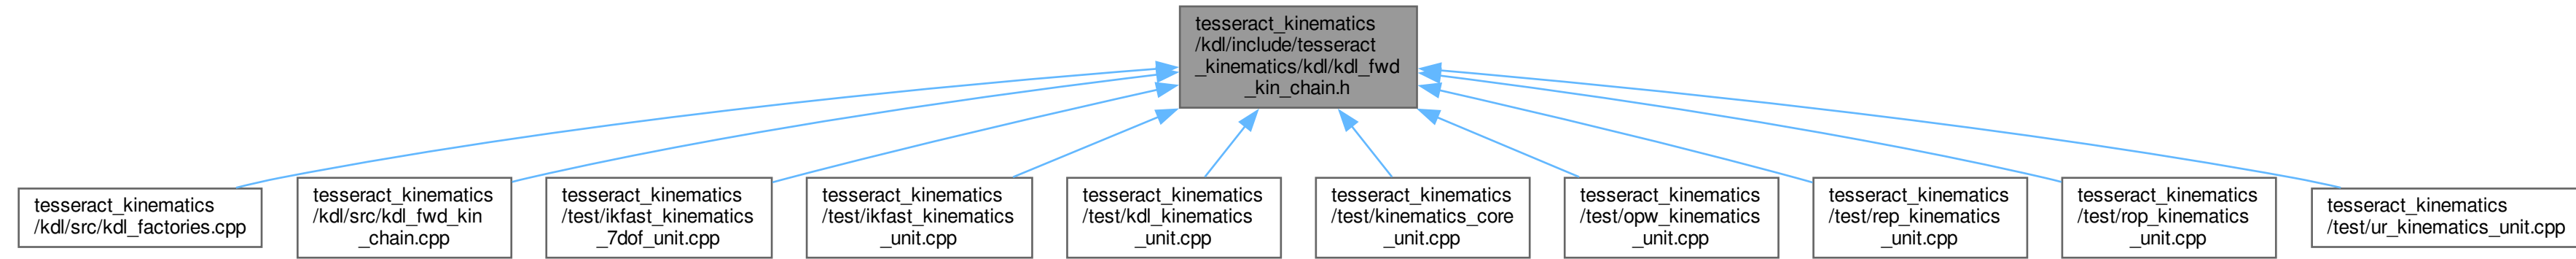 tesseract_kinematics
/kdl/include/tesseract
_kinematics/kdl/kdl_fwd
_kin_chain.h
tesseract_kinematics
/kdl/src/kdl_factories.cpp
tesseract_kinematics
/kdl/src/kdl_fwd_kin
_chain.cpp
tesseract_kinematics
/test/ikfast_kinematics
_7dof_unit.cpp
tesseract_kinematics
/test/ikfast_kinematics
_unit.cpp
tesseract_kinematics
/test/kdl_kinematics
_unit.cpp
tesseract_kinematics
/test/kinematics_core
_unit.cpp
tesseract_kinematics
/test/opw_kinematics
_unit.cpp
tesseract_kinematics
/test/rep_kinematics
_unit.cpp
tesseract_kinematics
/test/rop_kinematics
_unit.cpp
tesseract_kinematics
/test/ur_kinematics_unit.cpp